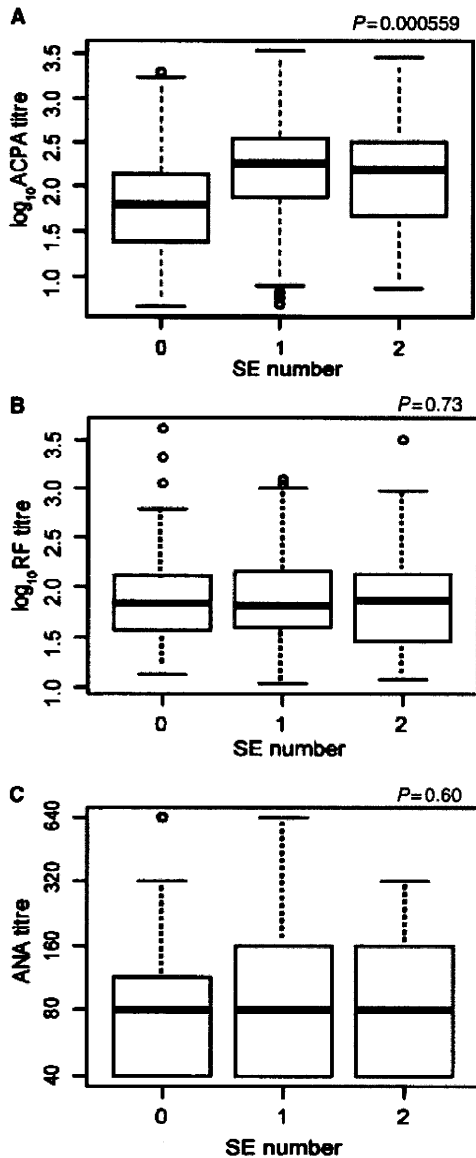 A
P=0.000559
log10ACPA titre
3.5
3.0
2.5
2.0
1.5
1.0
0 1 2
SE number
B
P=0.73
log10RF titre
3.5
3.0
2.5
2.0
1.5
1.0
0 1 2
SE number
C
P=0.60
ANA titre
640
320
160
80
40
0 1 2
SE number